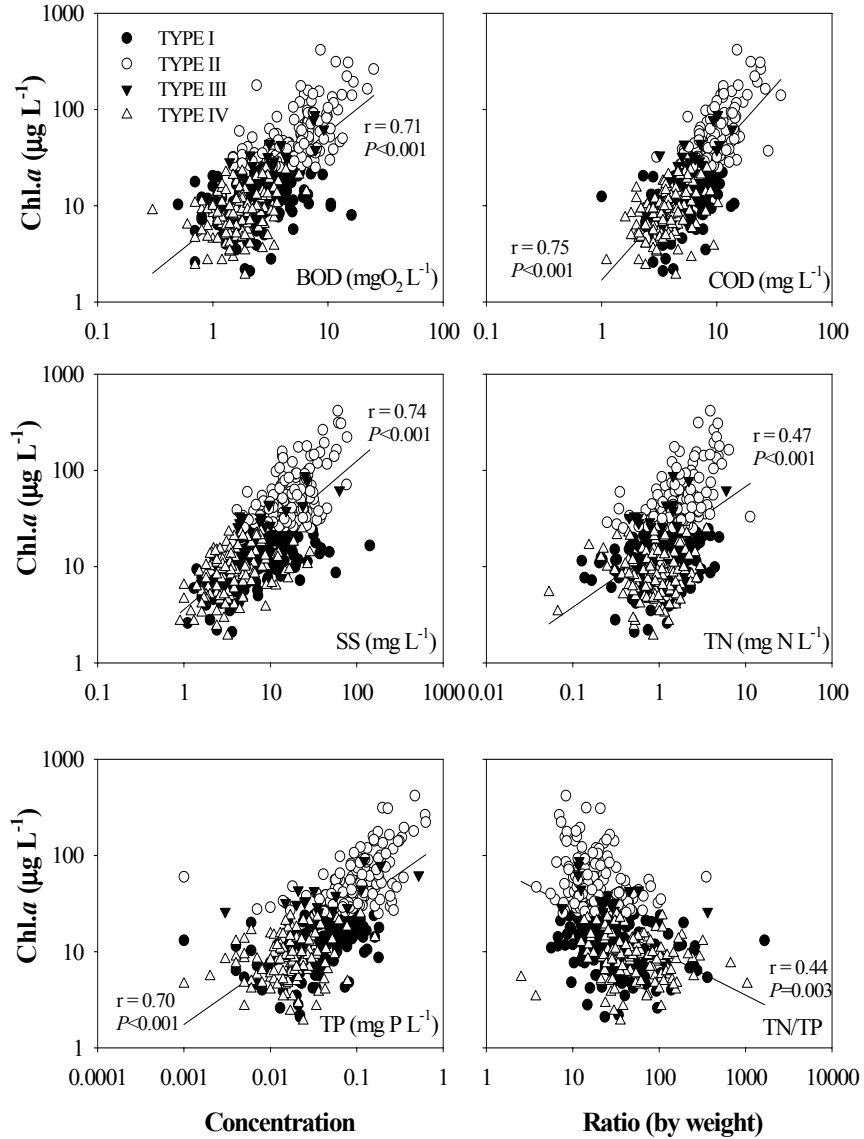 1000
100
10
1
Chl.a (µg L⁻¹)
TYPE I
TYPE II
TYPE III
TYPE IV
r = 0.71
P<0.001
BOD (mgO₂ L⁻¹)
0.1
1
10
100
r = 0.75
P<0.001
COD (mg L⁻¹)
0.1
1
10
100
1000
100
10
1
Chl.a (µg L⁻¹)
r = 0.74
P<0.001
SS (mg L⁻¹)
0.1
1
10
100
1000
r = 0.47
P<0.001
TN (mg N L⁻¹)
0.01
0.1
1
10
100
1000
100
10
1
Chl.a (µg L⁻¹)
r = 0.70
P<0.001
TP (mg P L⁻¹)
0.0001
0.001
0.01
0.1
1
Concentration
r = 0.44
P=0.003
TN/TP
1
10
100
1000
10000
Ratio (by weight)